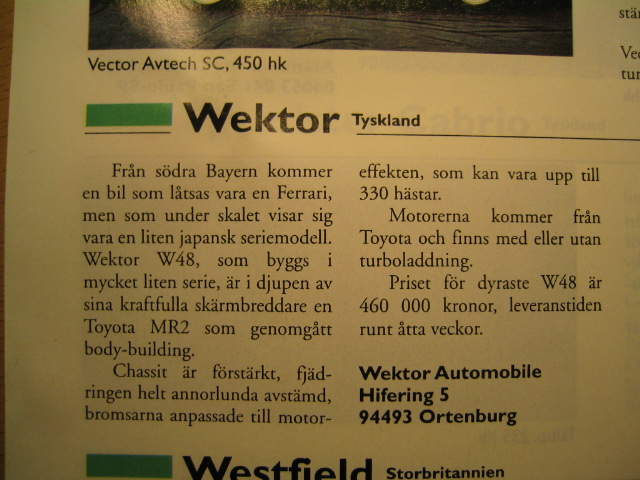 stä
Vector Avtech SC, 450 hk
Vec
tur
Wektor Tyskland
Från södra Bayern kommer
en bil som låtsas vara en Ferrari,
men som under skalet visar sig
vara en liten japansk seriemodell.
Wektor W48, som byggs i
mycket liten serie, är i djupen av
sina kraftfulla skärmbreddare en
Toyota MR2 som genomgått
body-building.
Chassit är förstärkt, fjäd-
ringen helt annorlunda avstämd,
bromsarna anpassade till motor-
effekten, som kan vara upp till
330 hästar.
Motorerna kommer från
Toyota och finns med eller utan
turboladdning.
Priset för dyraste W48 är
460 000 kronor, leveranstiden
runt åtta veckor.
Wektor Automobile
Hifering 5
94493 Ortenburg
Westfield Storbritannien